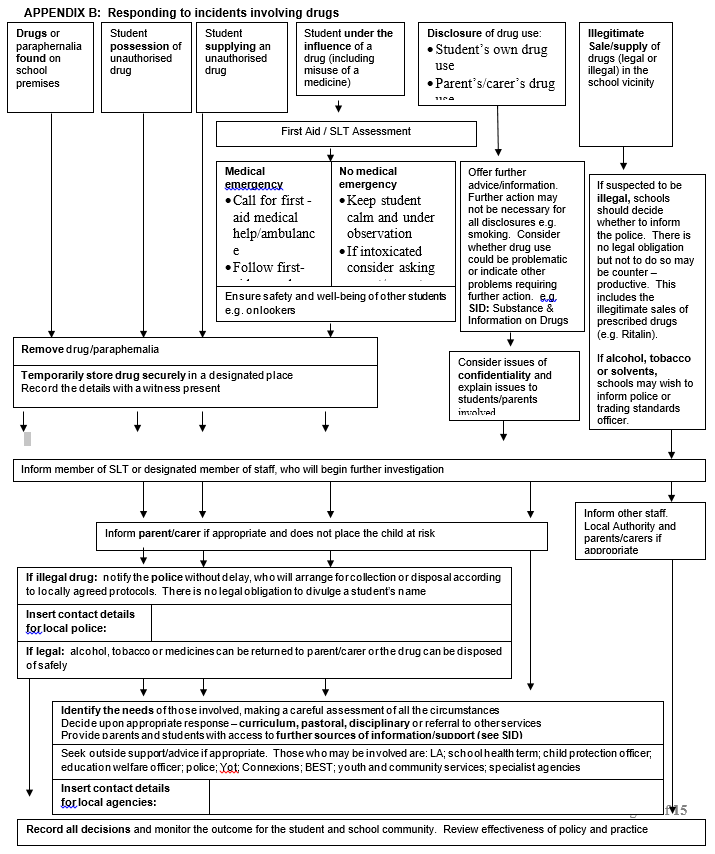 APPENDIX B: Responding to incidents involving drugs
Drugs or
paraphernalia
found on
school
premises
Student
possession of
unauthorised
drug
Student
supplying an
unauthorised
drug
Student under the
influence of a
drug (including
misuse of a
medicine)
Disclosure of drug use:
• Student's own drug
use
• Parent's/carer's drug
use
Illegitimate
Sale/supply of
drugs (legal or
illegal) in the
school vicinity
First Aid / SLT Assessment
Medical
emergency
• Call for first -
aid medical
help/ambulanc
e
• Follow first-
No medical
emergency
• Keep student
calm and under
observation
• If intoxicated
consider asking
Ensure safety and well-being of other students
e.g. onlookers
Offer further
advice/information.
Further action may
not be necessary for
all disclosures e.g.
smoking. Consider
whether drug use
could be problematic
or indicate other
problems requiring
further action. e.g.
SID: Substance &
Information on Drugs
If suspected to be
illegal, schools
should decide
whether to inform
the police. There is
no legal obligation
but not to do so may
be counter –
productive. This
includes the
illegitimate sales of
prescribed drugs
(e.g. Ritalin).
If alcohol, tobacco
or solvents,
schools may wish to
inform police or
trading standards
officer.
Remove drug/paraphernalia
Temporarily store drug securely in a designated place
Record the details with a witness present
Consider issues of
confidentiality and
explain issues to
students/parents
involved
Inform member of SLT or designated member of staff, who will begin further investigation
Inform parent/carer if appropriate and does not place the child at risk
Inform other staff.
Local Authority and
parents/carers if
appropriate
If illegal drug: notify the police without delay, who will arrange for collection or disposal according
to locally agreed protocols. There is no legal obligation to divulge a student's name
Insert contact details
for local police:
If legal: alcohol, tobacco or medicines can be returned to parent/carer or the drug can be disposed
of safely
Identify the needs of those involved, making a careful assessment of all the circumstances
Decide upon appropriate response – curriculum, pastoral, disciplinary or referral to other services
Provide parents and students with access to further sources of information/support (see SID)
Seek outside support/advice if appropriate. Those who may be involved are: LA; school health term; child protection officer;
education welfare officer; police; Yot; Connexions; BEST; youth and community services; specialist agencies
Insert contact details
for local agencies:
15
Record all decisions and monitor the outcome for the student and school community. Review effectiveness of policy and practice